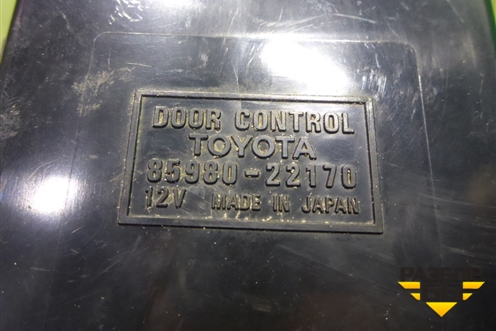 DOOR CONTROL
TOYOTA
85980-22170
12V MADE IN JAPAN